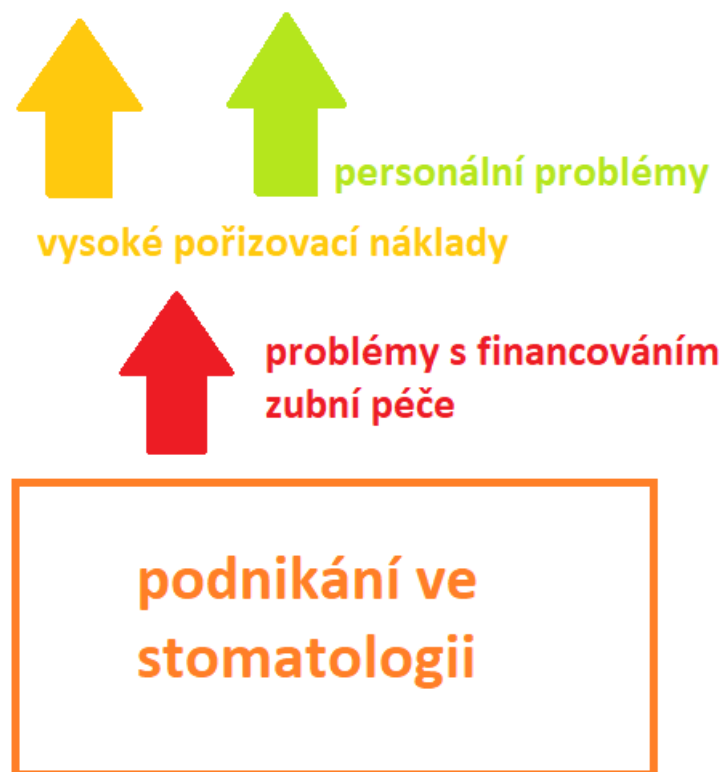 personální problémy
vysoké pořizovací náklady
problémy s financováním
zubní péče
podnikání ve
stomatologii